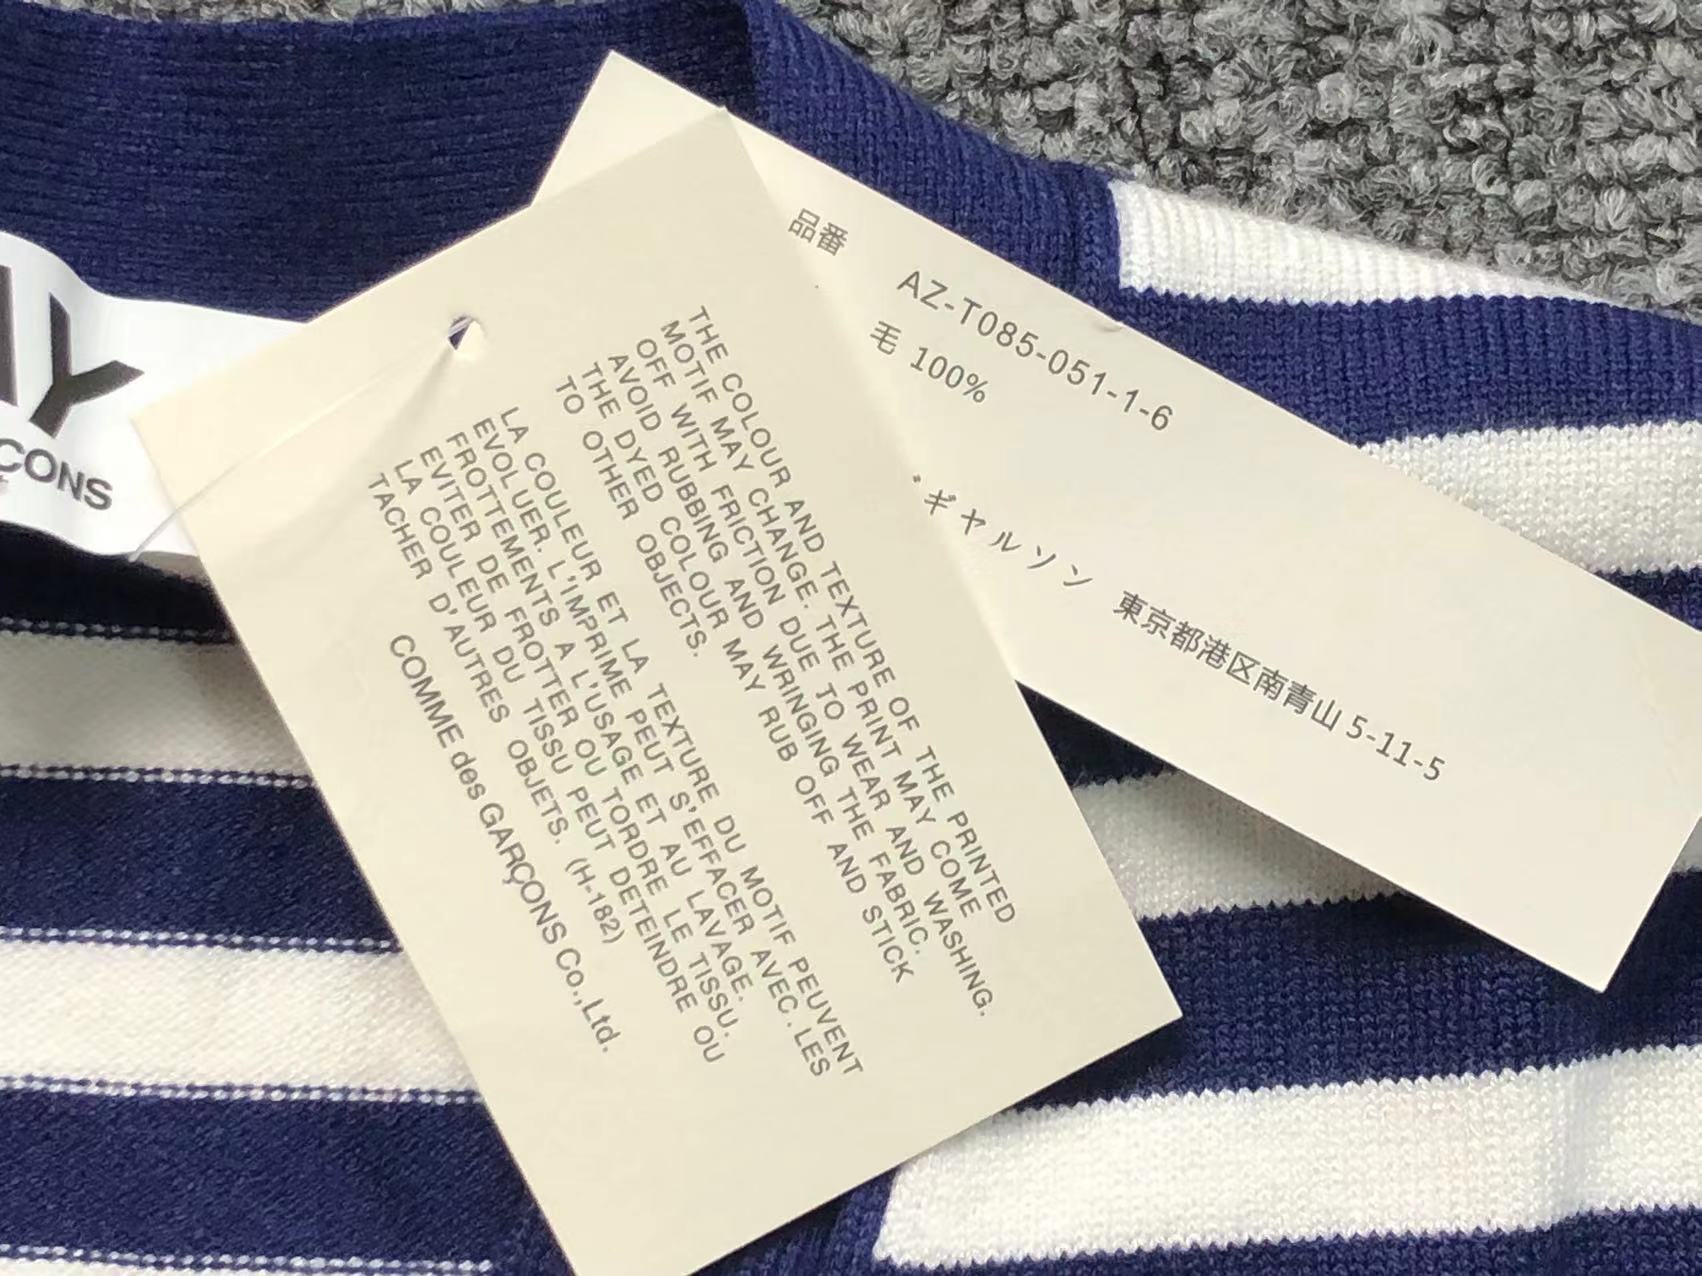 品番
AZ-T085-051-1-6
毛 100%
・ギャルソン 東京都港区南青山 5-11-5
THE COLOUR AND TEXTURE OF THE PRINTED
MOTIF MAY CHANGE. THE PRINT MAY COME
OFF WITH FRICTION DUE TO WEAR AND WASHING.
AVOID RUBBING AND WRINGING THE FABRIC.
THE DYED COLOUR MAY RUB OFF AND STICK
TO OTHER OBJECTS.
LA COULEUR ET LA TEXTURE DU MOTIF PEUVENT
EVOLUER. L'IMPRIME PEUT S'EFFACER AVEC. LES
FROTTEMENTS A L'USAGE ET AU LAVAGE.
EVITER DE FROTTER OU TORDRE LE TISSU.
LA COULEUR DU TISSU PEUT DETEINDRE OU
TACHER D'AUTRES OBJETS. (H-182)
COMME des GARÇONS Co.,Ltd.
CONS